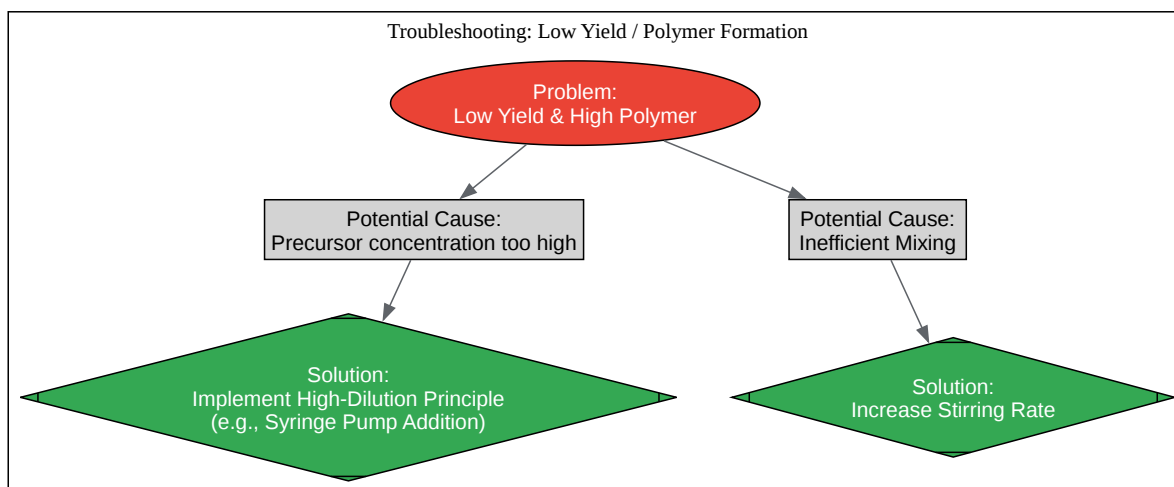 Troubleshooting: Low Yield / Polymer Formation
Problem:
Low Yield & High Polymer
Potential Cause:
Precursor concentration too high
Potential Cause:
Inefficient Mixing
Solution:
Implement High-Dilution Principle
(e.g., Syringe Pump Addition)
Solution:
Increase Stirring Rate